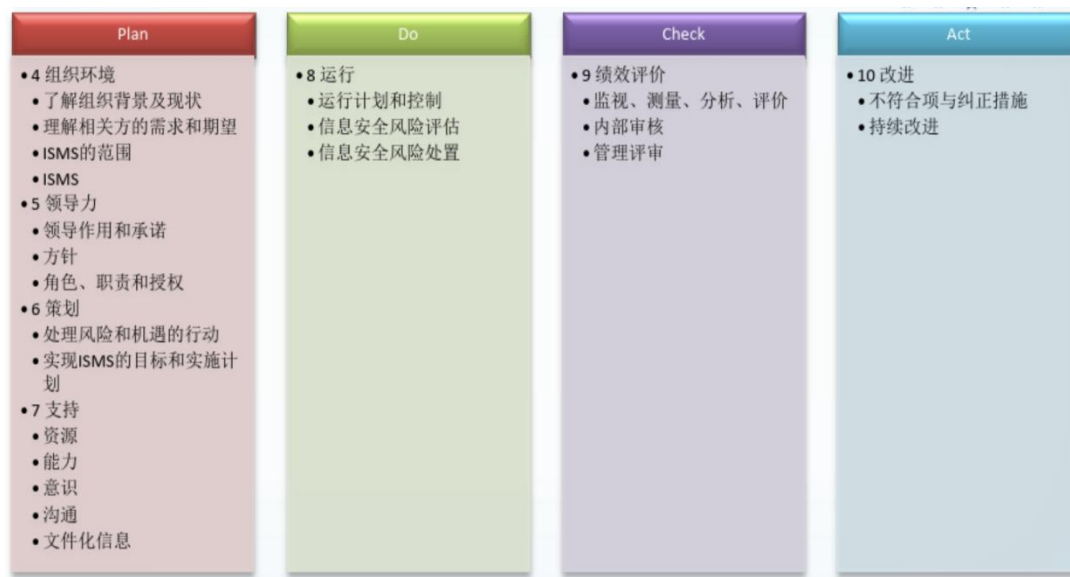 Plan
• 4 组织环境
• 了解组织背景及现状
• 理解相关方的需求和期望
• ISMS的范围
• ISMS
• 5 领导力
• 领导作用和承诺
• 方针
• 角色、职责和授权
• 6 策划
• 处理风险和机遇的行动
• 实现ISMS的目标和实施计
划
• 7 支持
• 资源
• 能力
• 意识
• 沟通
• 文件化信息
Do
• 8 运行
• 运行计划和控制
• 信息安全风险评估
• 信息安全风险处置
Check
• 9 绩效评价
• 监视、测量、分析、评价
• 内部审核
• 管理评审
Act
• 10 改进
• 不符合项与纠正措施
• 持续改进